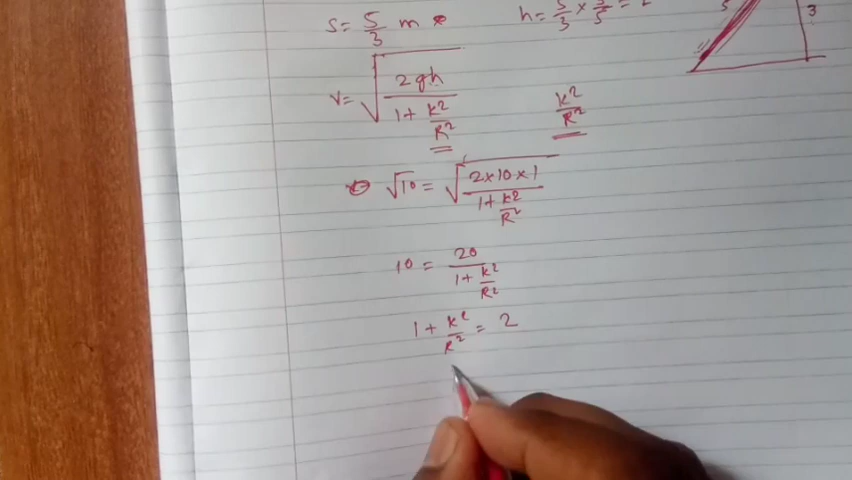 S = 5/3 m
h = 5/3 × 3/5 =
5
3
V = √(2gh / (1 + K²/R²))
K²/R²
√10 = √(2×10×1 / (1 + K²/R²))
10 = 20 / (1 + K²/R²)
1 + K²/R² = 2